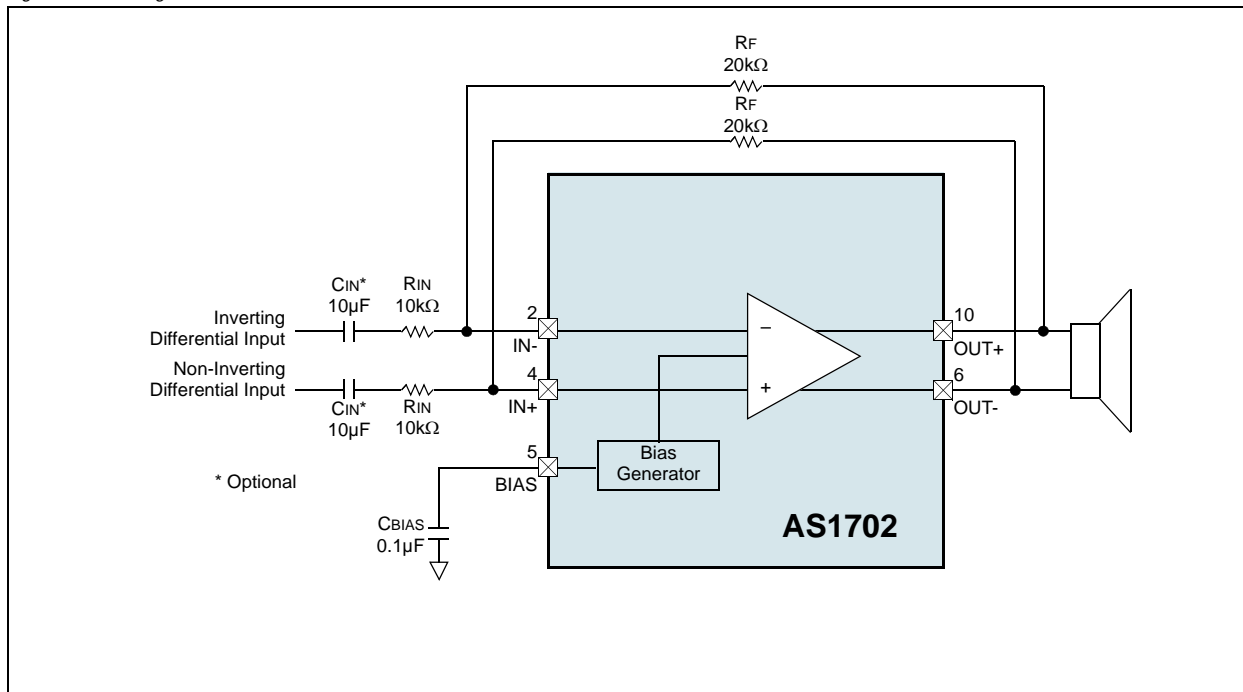 RF
20kΩ
RF
20kΩ
CIN*
10µF
RIN
10kΩ
Inverting
Differential Input
2
IN-
–
10
OUT+
Non-Inverting
Differential Input
4
IN+
+
6
OUT-
CIN*
10µF
RIN
10kΩ
5
BIAS
Bias
Generator
* Optional
CBIAS
0.1µF
AS1702